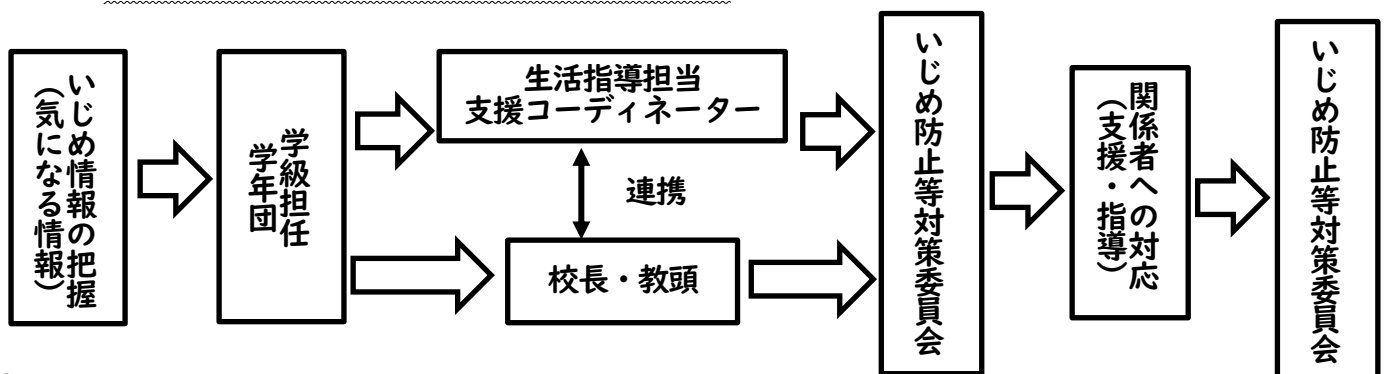 いじめ情報の把握
（気になる情報）
学級担任
学年団
生活指導担当
支援コーディネーター
連携
校長・教頭
いじめ防止等対策委員会
関係者への対応
（支援・指導）
いじめ防止等対策委員会